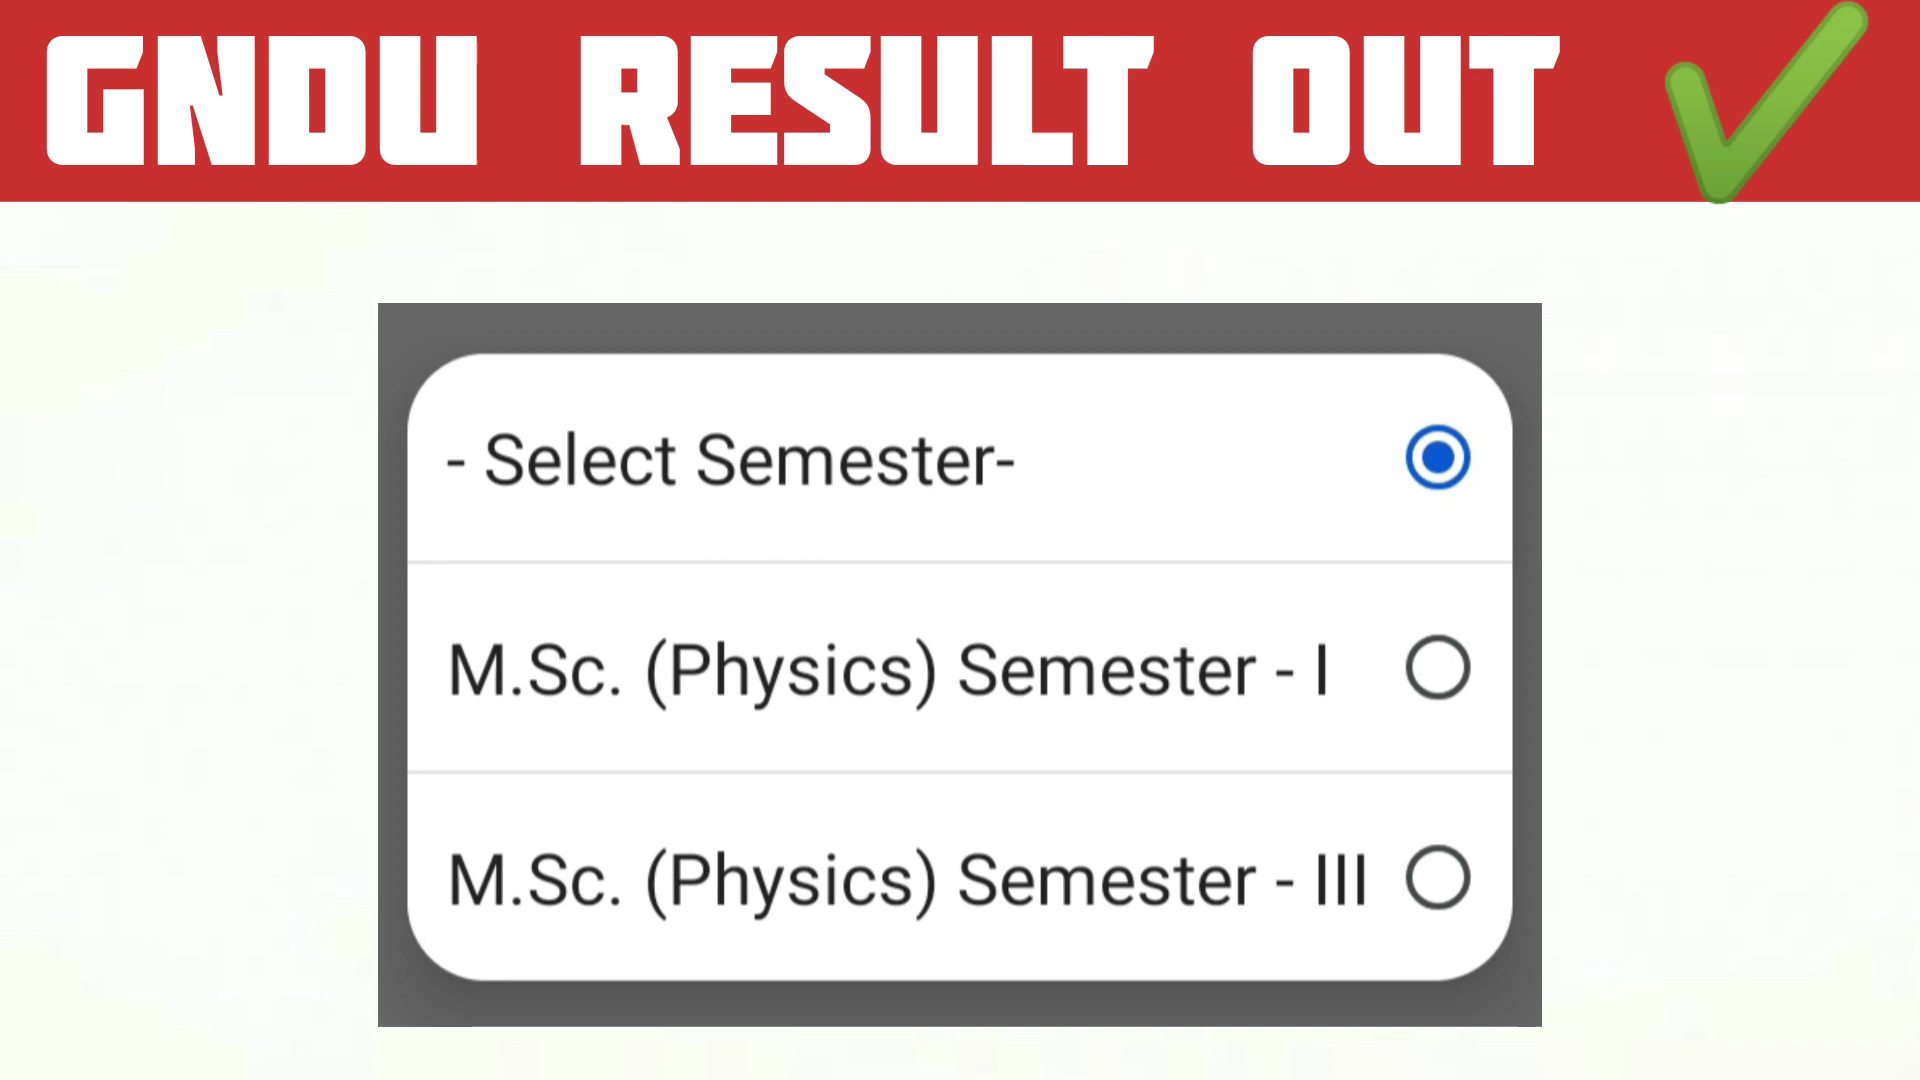 GNDU RESULT OUT
- Select Semester-
M.Sc. (Physics) Semester - I
M.Sc. (Physics) Semester - III